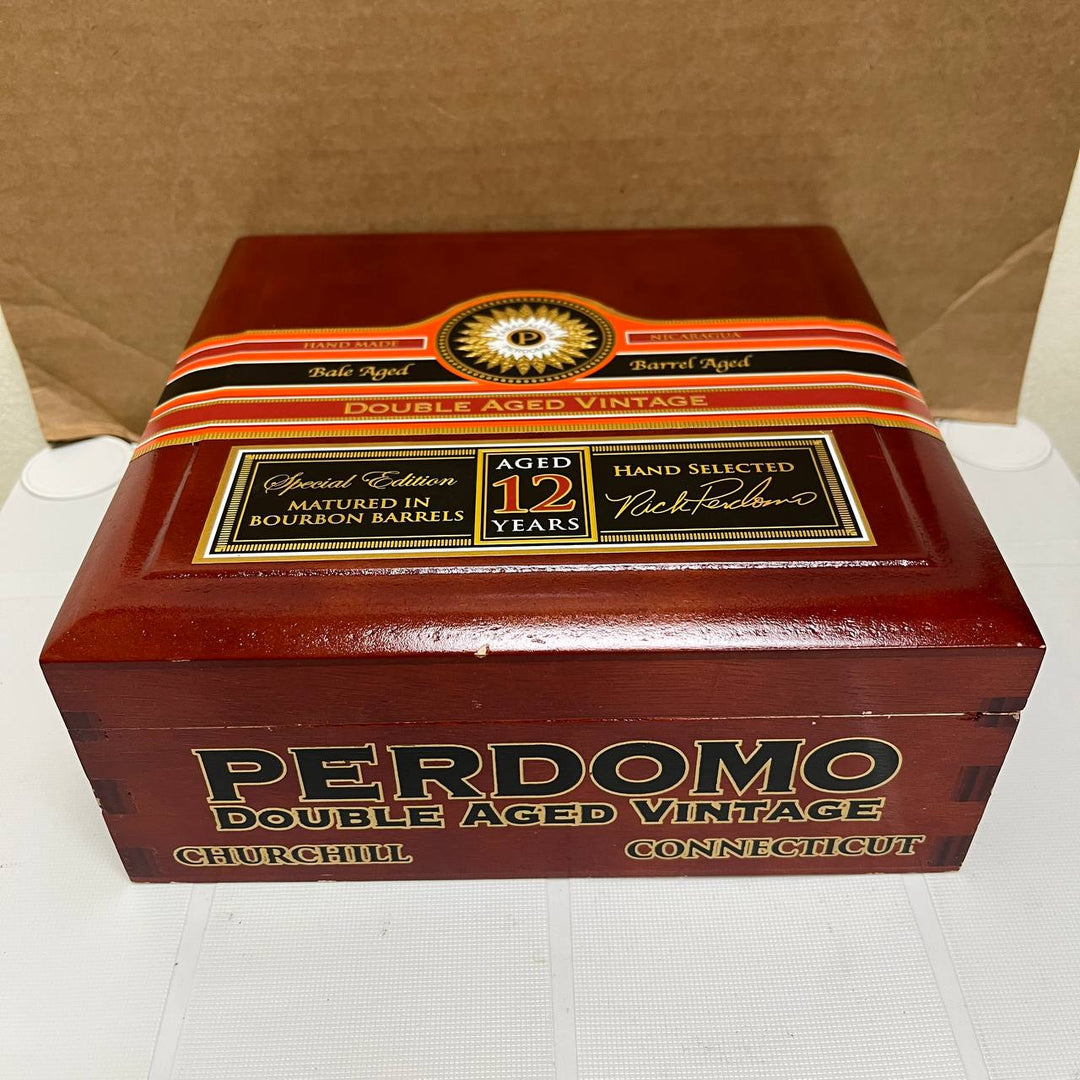 HAND MADE
NICARAGUA
P
PERDOMO
Bale Aged
Barrel Aged
DOUBLE AGED VINTAGE
Special Edition
MATURED IN
BOURBON BARRELS
AGED
12
YEARS
HAND SELECTED
Nick Perdomo
PERDOMO
DOUBLE AGED VINTAGE
CHURCHILL
CONNECTICUT